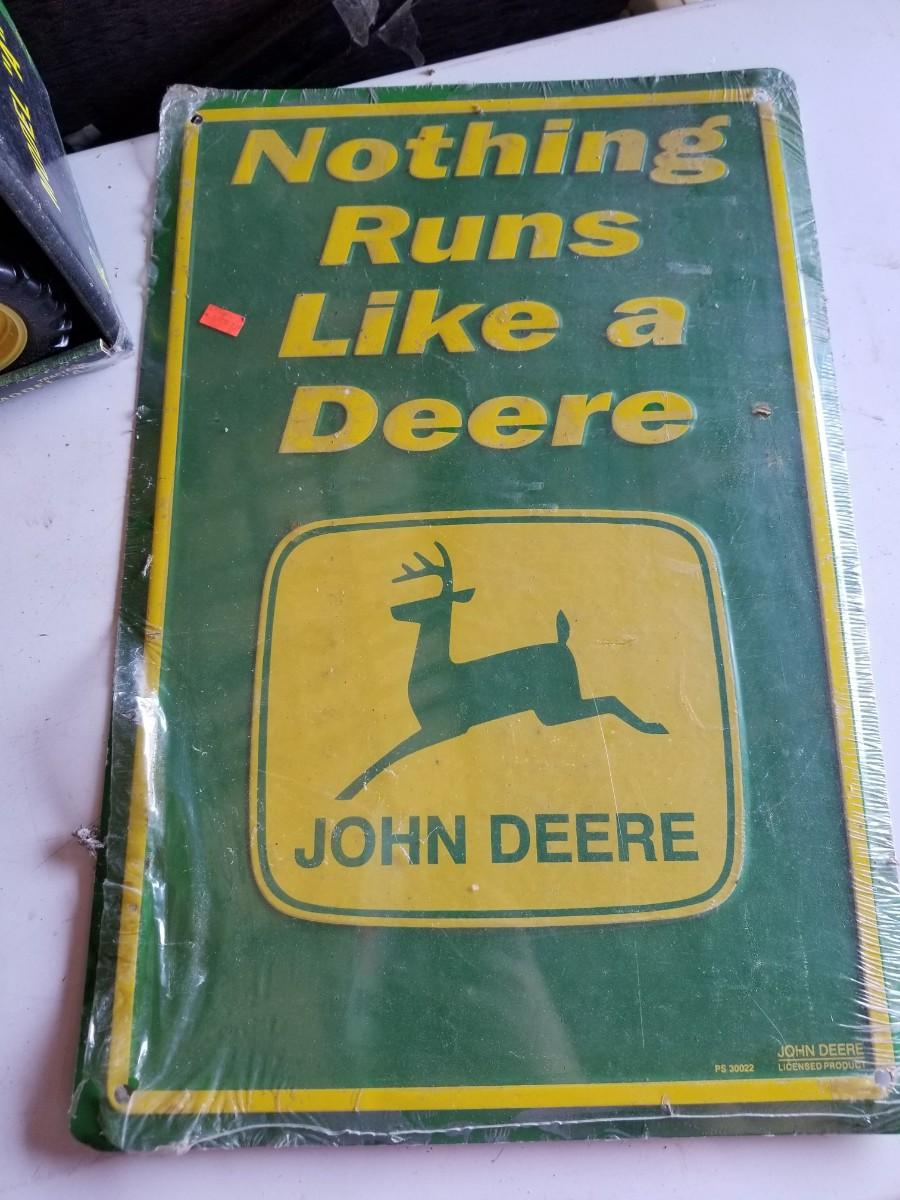 Nothing
Runs
Like a
Deere
JOHN DEERE
JOHN DEERE
PS 30022 LICENSED PRODUCT